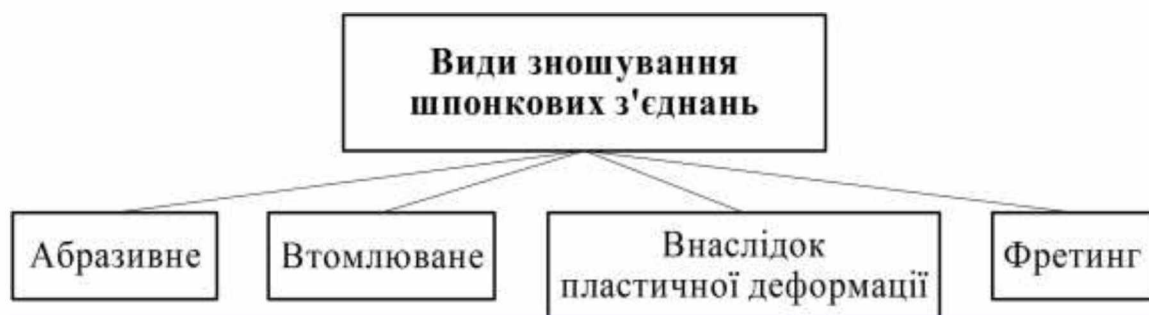 Види зношування
шпонкових з'єднань
Абразивне
Втомлюване
Внаслідок
пластичної деформації
Фретинг